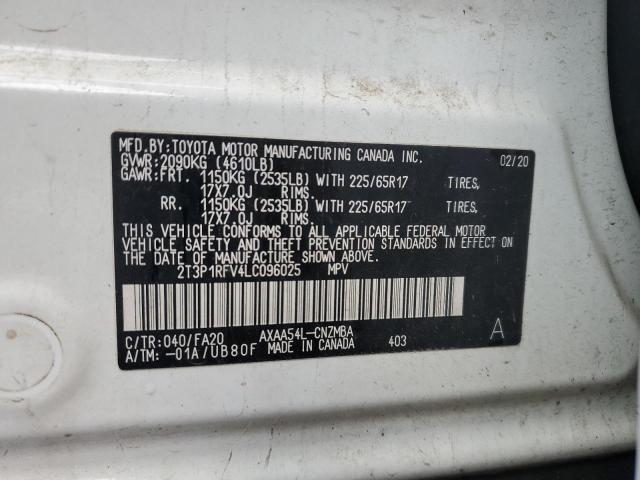 MFD.BY:TOYOTA MOTOR MANUFACTURING CANADA INC. 02/20
GVWR:2090KG (4610LB)
GAWR:FRT. 1150KG (2535LB) WITH 225/65R17 TIRES,
17X7.0J RIMS.
RR. 1150KG (2535LB) WITH 225/65R17 TIRES,
17X7.0J RIMS.
THIS VEHICLE CONFORMS TO ALL APPLICABLE FEDERAL MOTOR
VEHICLE SAFETY AND THEFT PREVENTION STANDARDS IN EFFECT ON
THE DATE OF MANUFACTURE SHOWN ABOVE.
2T3P1RFV4LC096025 MPV
C/TR:040/FA20 AXAA54L-CNZMBA 403 A
A/TM:-01A/UB80F MADE IN CANADA